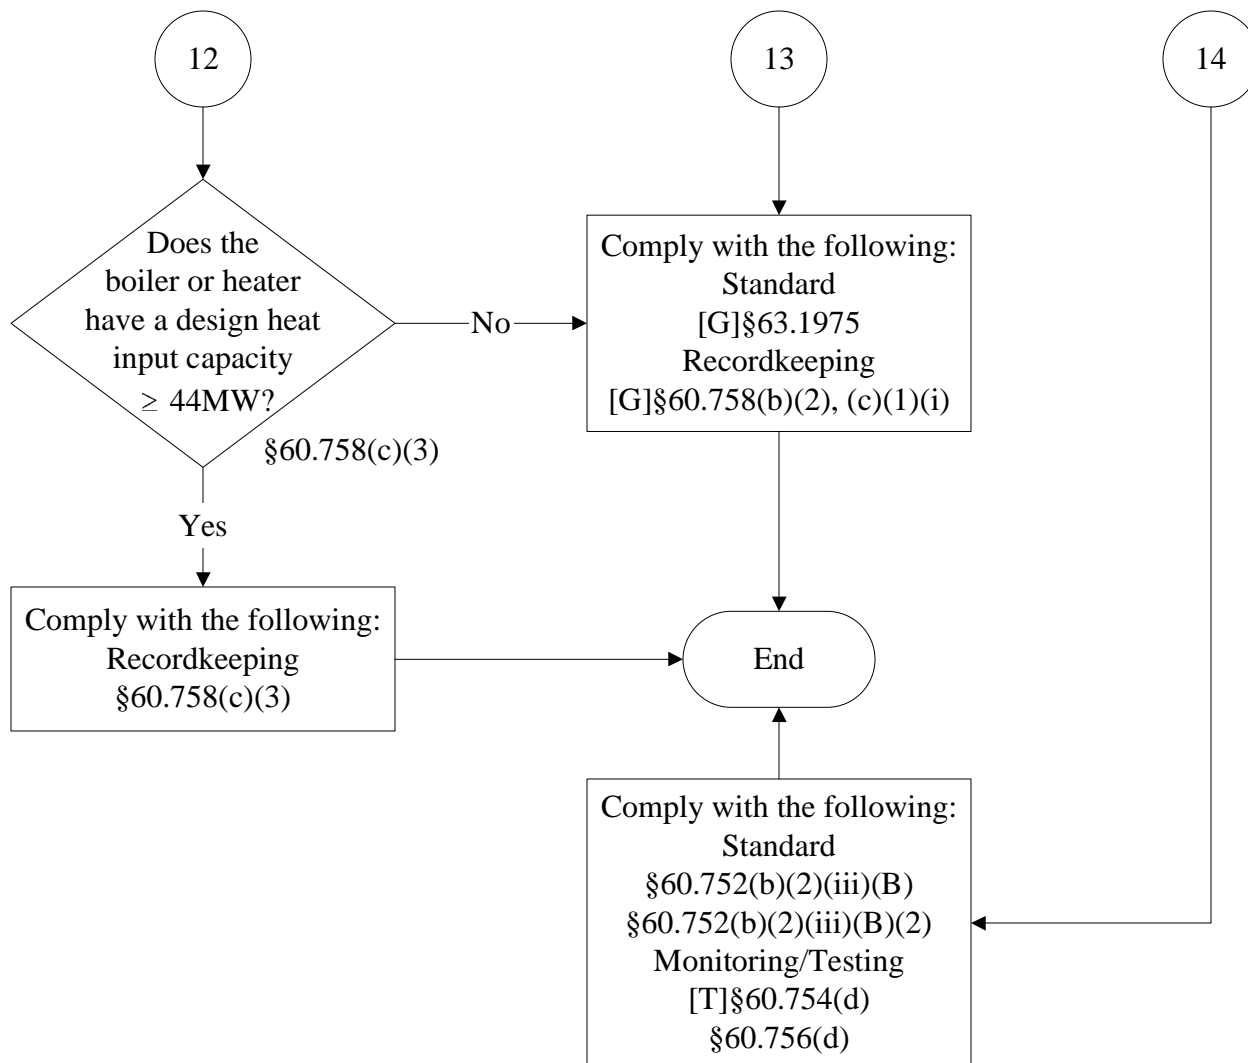 12
13
14
Does the
boiler or heater
have a design heat
input capacity
≥ 44MW?
§60.758(c)(3)
No
Yes
Comply with the following:
Standard
[G]§63.1975
Recordkeeping
[G]§60.758(b)(2), (c)(1)(i)
Comply with the following:
Recordkeeping
§60.758(c)(3)
End
Comply with the following:
Standard
§60.752(b)(2)(iii)(B)
§60.752(b)(2)(iii)(B)(2)
Monitoring/Testing
[T]§60.754(d)
§60.756(d)